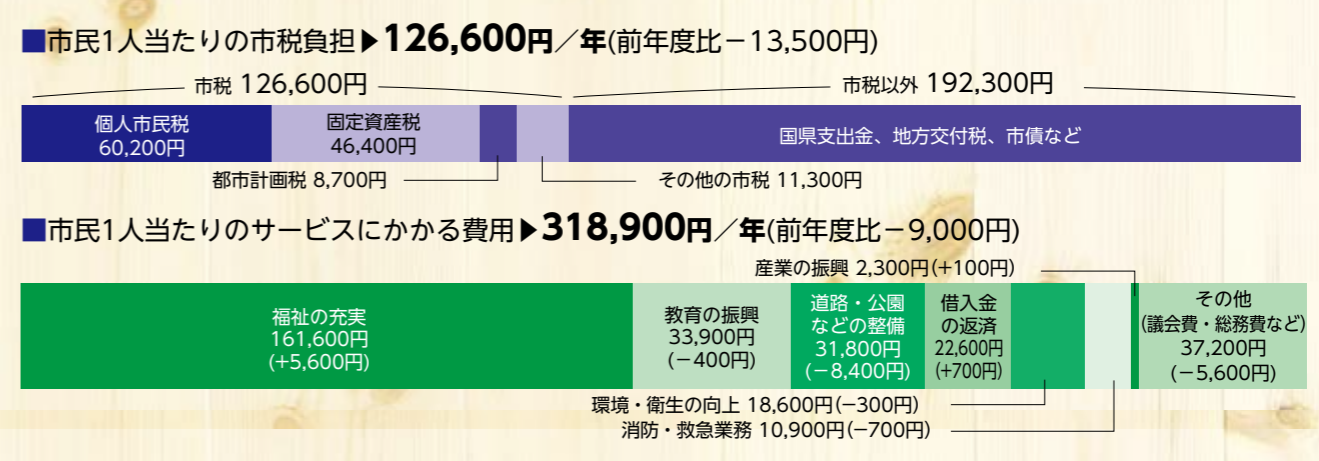 ■市民1人当たりの市税負担▶126,600円／年(前年度比－13,500円)
市税 126,600円
市税以外 192,300円
個人市民税
60,200円
固定資産税
46,400円
国県支出金、地方交付税、市債など
都市計画税 8,700円
その他の市税 11,300円
■市民1人当たりのサービスにかかる費用▶318,900円／年(前年度比－9,000円)
産業の振興 2,300円(+100円)
福祉の充実
161,600円
(+5,600円)
教育の振興
33,900円
(－400円)
道路・公園
などの整備
31,800円
(－8,400円)
借入金
の返済
22,600円
(+700円)
その他
(議会費・総務費など)
37,200円
(－5,600円)
環境・衛生の向上 18,600円(－300円)
消防・救急業務 10,900円(－700円)